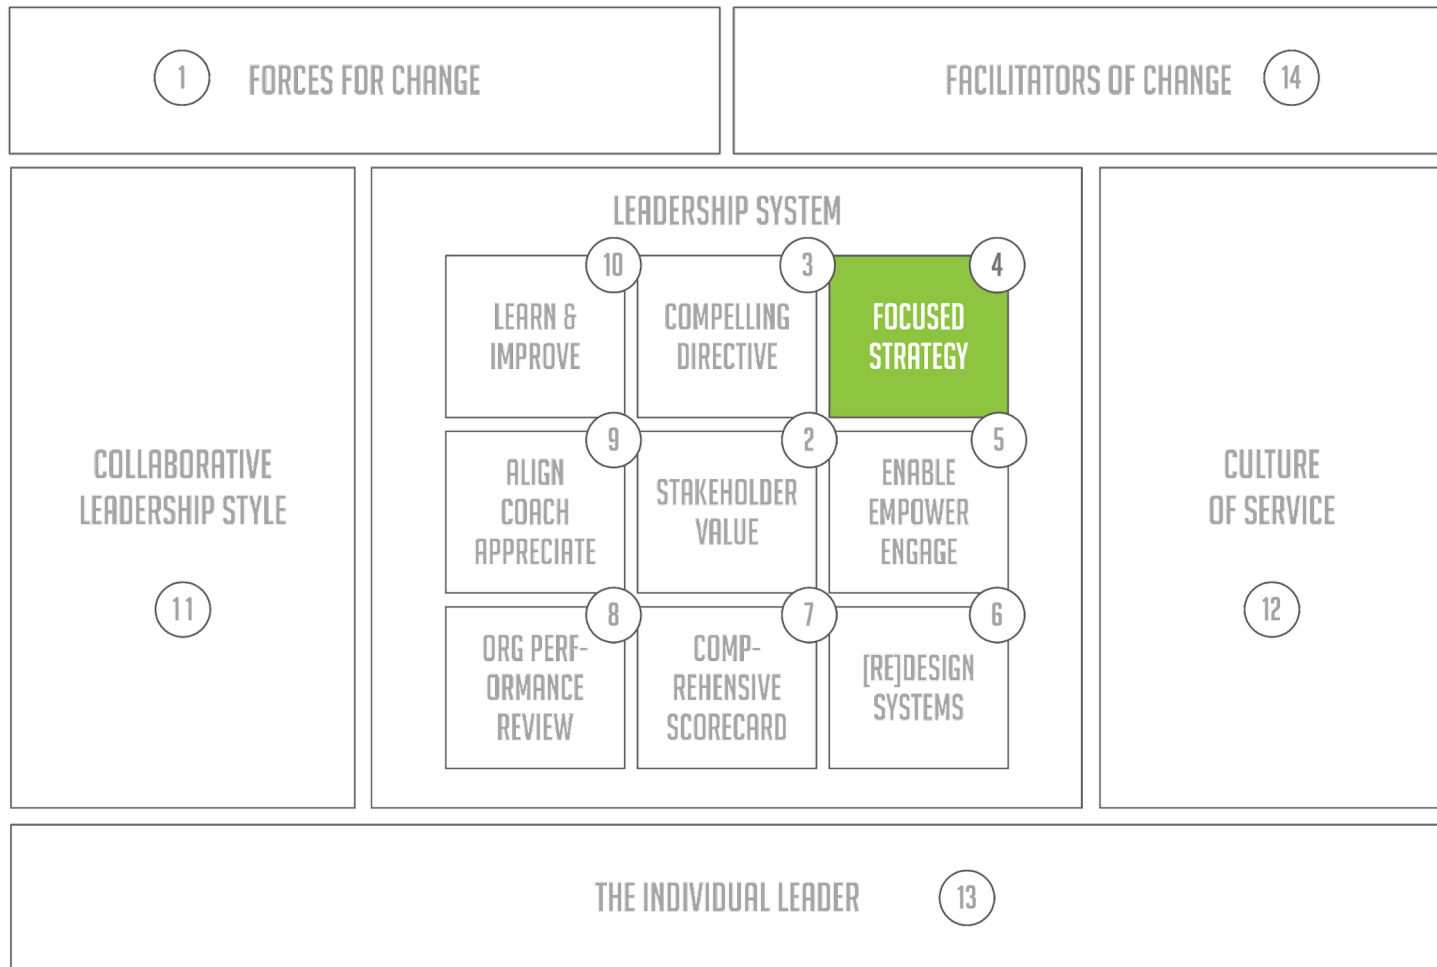 1 FORCES FOR CHANGE
FACILITATORS OF CHANGE 14
LEADERSHIP SYSTEM
10
LEARN &
IMPROVE
3
COMPELLING
DIRECTIVE
4
FOCUSED
STRATEGY
9
ALIGN
COACH
APPRECIATE
2
STAKEHOLDER
VALUE
5
ENABLE
EMPOWER
ENGAGE
8
ORG PERF-
ORMANCE
REVIEW
7
COMP-
REHENSIVE
SCORECARD
6
[RE]DESIGN
SYSTEMS
COLLABORATIVE
LEADERSHIP STYLE
11
CULTURE
OF SERVICE
12
THE INDIVIDUAL LEADER 13